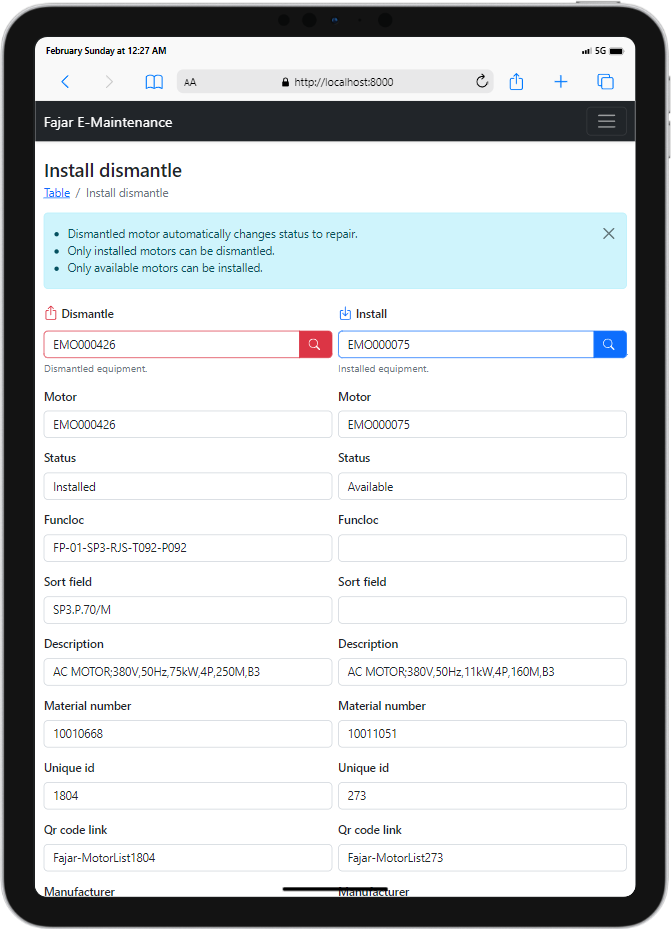 February Sunday at 12:27 AM
5G
AA
http://localhost:8000
Fajar E-Maintenance
Install dismantle
Table / Install dismantle
Dismantled motor automatically changes status to repair.
Only installed motors can be dismantled.
Only available motors can be installed.
Dismantle
Install
EMO000426
EMO000075
Dismantled equipment.
Installed equipment.
Motor
Motor
EMO000426
EMO000075
Status
Status
Installed
Available
Funcloc
Funcloc
FP-01-SP3-RJS-T092-P092
Sort field
Sort field
SP3.P.70/M
Description
Description
AC MOTOR;380V,50Hz,75kW,4P,250M,B3
AC MOTOR;380V,50Hz,11kW,4P,160M,B3
Material number
Material number
10010668
10011051
Unique id
Unique id
1804
273
Qr code link
Qr code link
Fajar-MotorList1804
Fajar-MotorList273
Manufacturer
Manufacturer